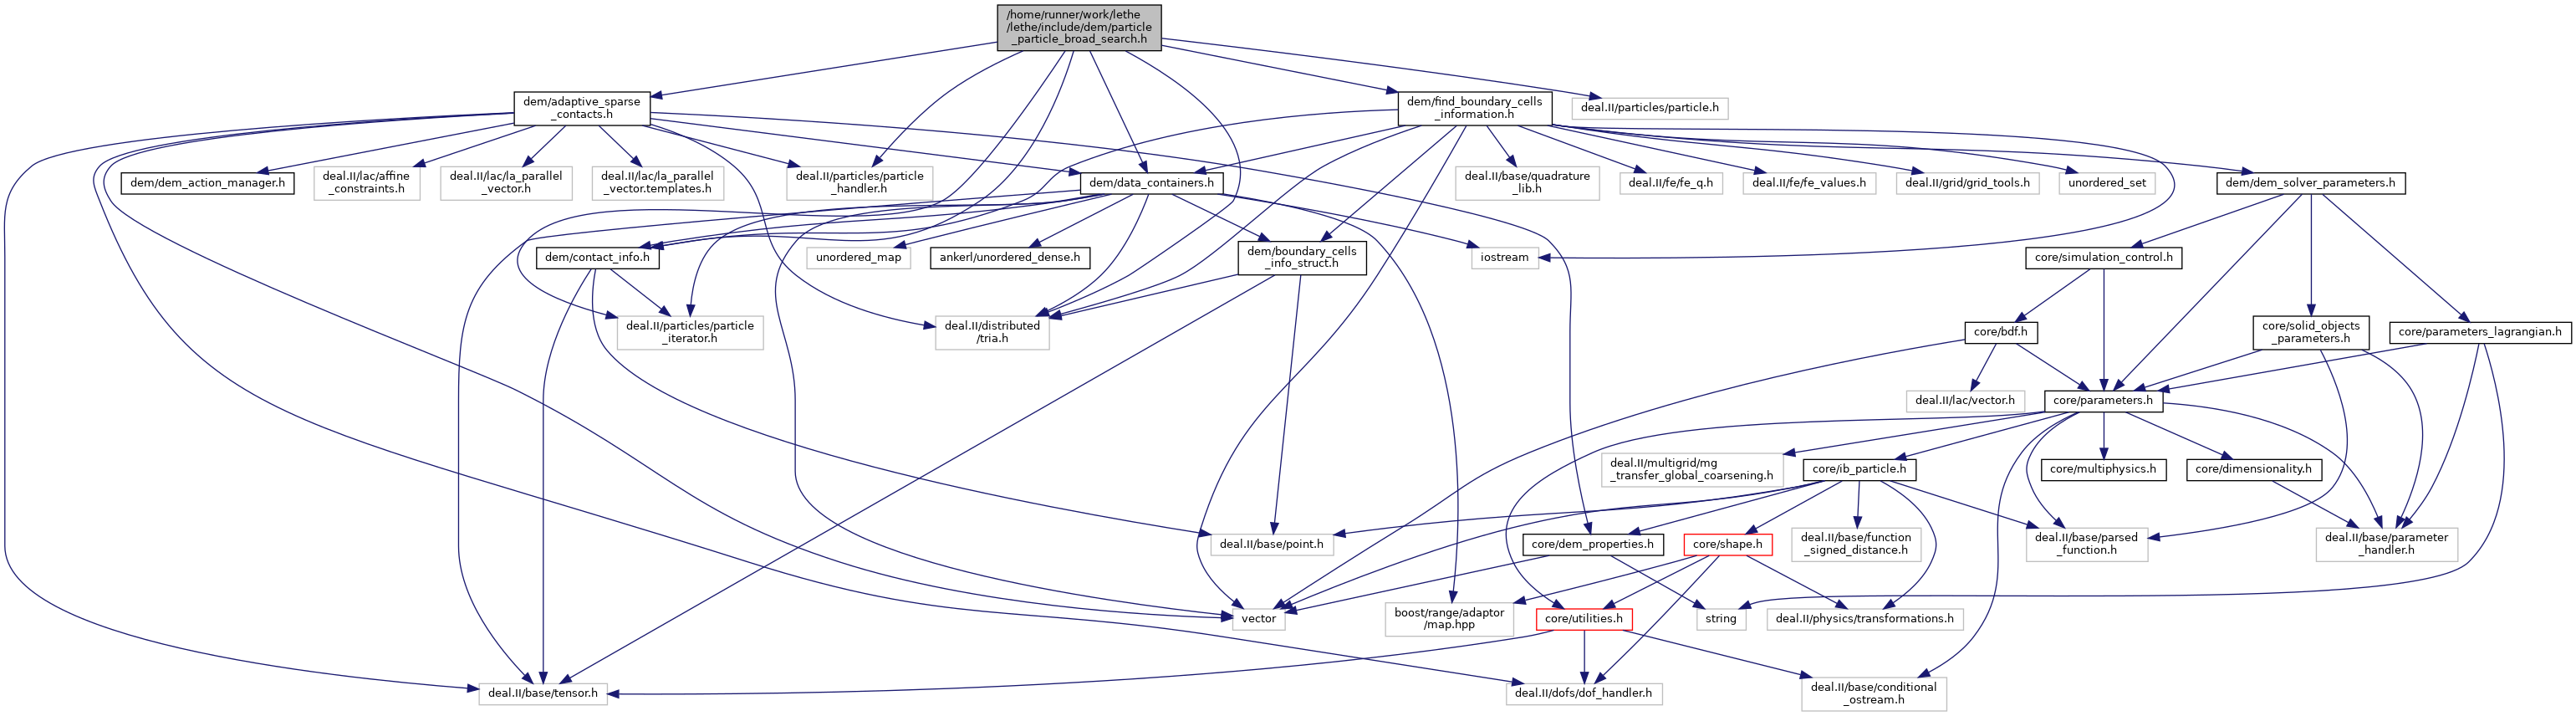 /home/runner/work/lethe
/lethe/include/dem/particle
_particle_broad_search.h
dem/adaptive_sparse
_contacts.h
dem/find_boundary_cells
_information.h
deal.II/particles/particle.h
dem/dem_action_manager.h
deal.II/lac/affine
_constraints.h
deal.II/lac/la_parallel
_vector.h
deal.II/lac/la_parallel
_vector.templates.h
deal.II/particles/particle
_handler.h
dem/data_containers.h
deal.II/base/quadrature
_lib.h
deal.II/fe/fe_q.h
deal.II/fe/fe_values.h
deal.II/grid/grid_tools.h
unordered_set
dem/dem_solver_parameters.h
dem/contact_info.h
unordered_map
ankerl/unordered_dense.h
dem/boundary_cells
_info_struct.h
iostream
core/simulation_control.h
deal.II/particles/particle
_iterator.h
deal.II/distributed
/tria.h
core/bdf.h
core/solid_objects
_parameters.h
core/parameters_lagrangian.h
deal.II/lac/vector.h
core/parameters.h
deal.II/multigrid/mg
_transfer_global_coarsening.h
core/ib_particle.h
core/multiphysics.h
core/dimensionality.h
deal.II/base/point.h
core/dem_properties.h
core/shape.h
deal.II/base/function
_signed_distance.h
deal.II/base/parsed
_function.h
deal.II/base/parameter
_handler.h
vector
boost/range/adaptor
/map.hpp
core/utilities.h
string
deal.II/physics/transformations.h
deal.II/base/tensor.h
deal.II/dofs/dof_handler.h
deal.II/base/conditional
_ostream.h